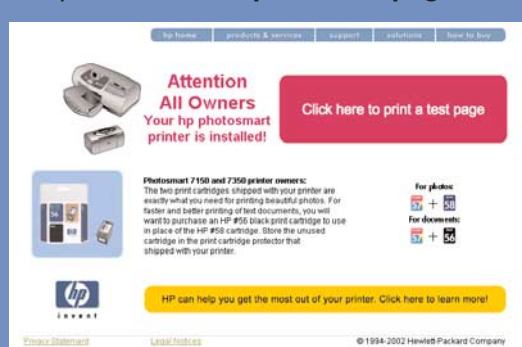 hp home products & services support solutions how to buy
Attention
All Owners
Your hp photosmart
printer is installed!
Click here to print a test page
Photosmart 7150 and 7350 printer owners:
The two print cartridges shipped with your printer are
exactly what you need for printing beautiful photos. For
faster and better printing of text documents, you will
want to purchase an HP #56 black print cartridge to use
in place of the HP #58 cartridge. Store the unused
cartridge in the print cartridge protector that
shipped with your printer.
For photos:
57 + 58
For documents:
57 + 56
56
hp
invent
HP can help you get the most out of your printer. Click here to learn more!
Privacy Statement Legal Notices © 1994-2002 Hewlett-Packard Company